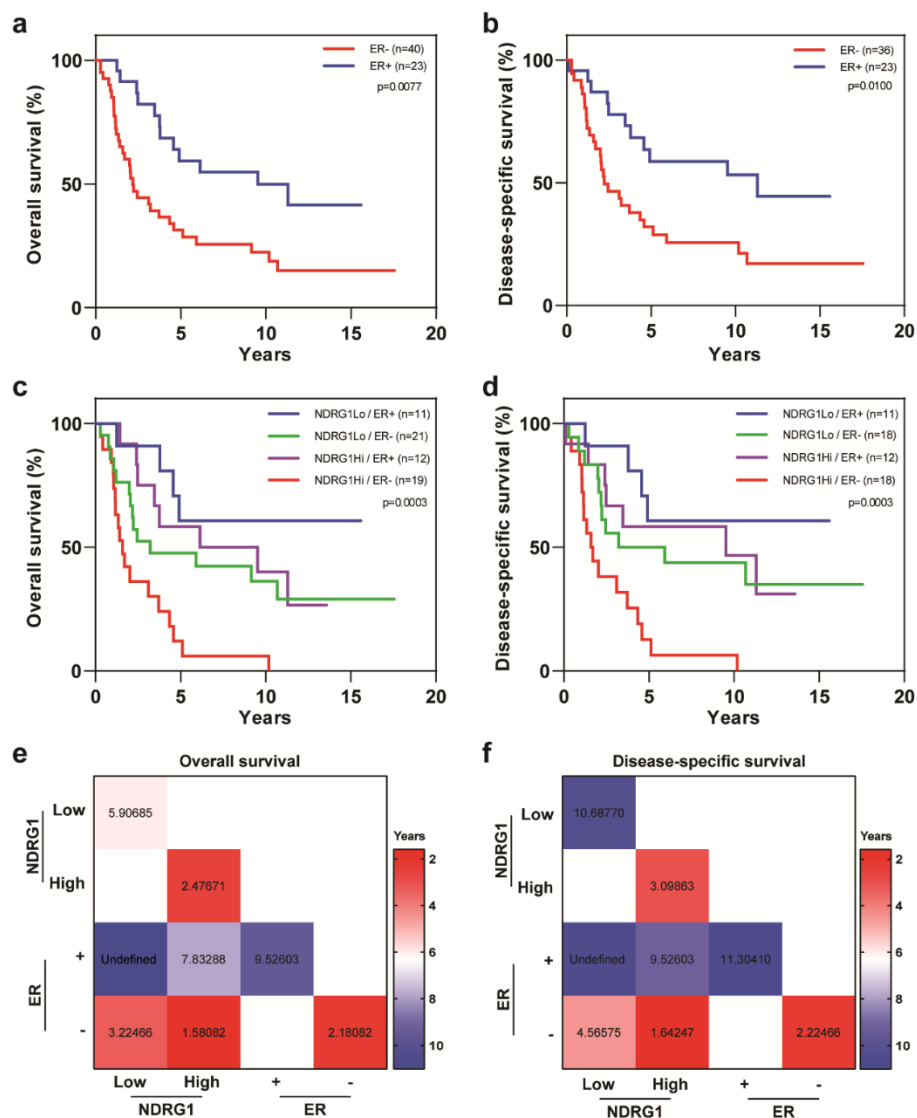 a
ER- (n=40)
ER+ (n=23)
p=0.0077
Overall survival (%)
100
50
0
0 5 10 15 20
Years
b
ER- (n=36)
ER+ (n=23)
p=0.0100
Disease-specific survival (%)
100
50
0
0 5 10 15 20
Years
c
NDRG1Lo / ER+ (n=11)
NDRG1Lo / ER- (n=21)
NDRG1Hi / ER+ (n=12)
NDRG1Hi / ER- (n=19)
p=0.0003
Overall survival (%)
100
50
0
0 5 10 15 20
Years
d
NDRG1Lo / ER+ (n=11)
NDRG1Lo / ER- (n=18)
NDRG1Hi / ER+ (n=12)
NDRG1Hi / ER- (n=18)
p=0.0003
Disease-specific survival (%)
100
50
0
0 5 10 15 20
Years
e
Overall survival
NDRG1
Low
High
ER
+
-
5.90685
2.47671
Undefined 7.83288 9.52603
3.22466 1.58082 2.18082
Low High + -
NDRG1 ER
Years
2
4
6
8
10
f
Disease-specific survival
NDRG1
Low
High
ER
+
-
10.68770
3.09863
Undefined 9.52603 11.30410
4.56575 1.64247 2.22466
Low High + -
NDRG1 ER
Years
2
4
6
8
10